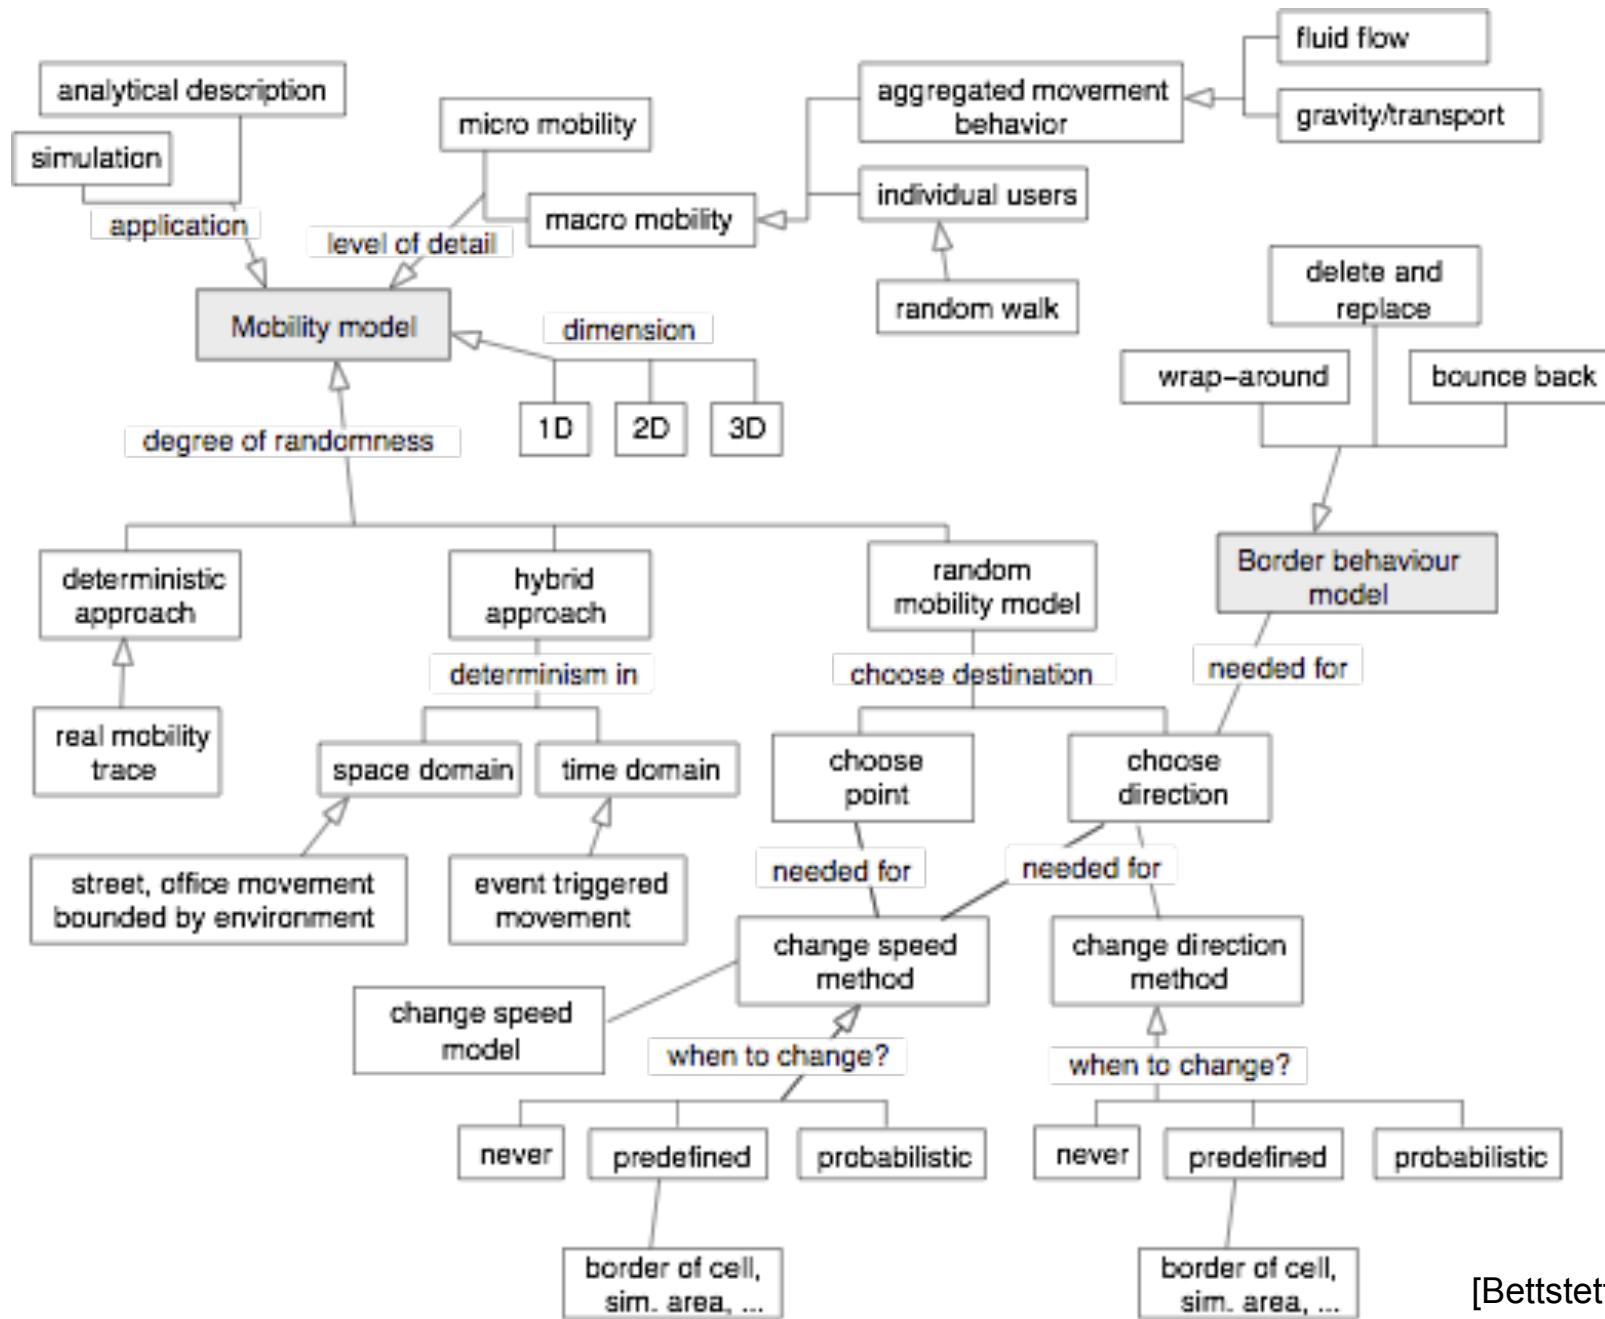 fluid flow
analytical description
aggregated movement
behavior
micro mobility
gravity/transport
simulation
individual users
macro mobility
application
level of detail
delete and
replace
random walk
Mobility model
dimension
wrap-around
bounce back
1D
2D
3D
degree of randomness
deterministic
approach
hybrid
approach
random
mobility model
Border behaviour
model
determinism in
choose destination
needed for
real mobility
trace
space domain
time domain
choose
point
choose
direction
street, office movement
bounded by environment
event triggered
movement
needed for
needed for
change speed
method
change direction
method
change speed
model
when to change?
when to change?
never
predefined
probabilistic
never
predefined
probabilistic
border of cell,
sim. area, ...
border of cell,
sim. area, ...